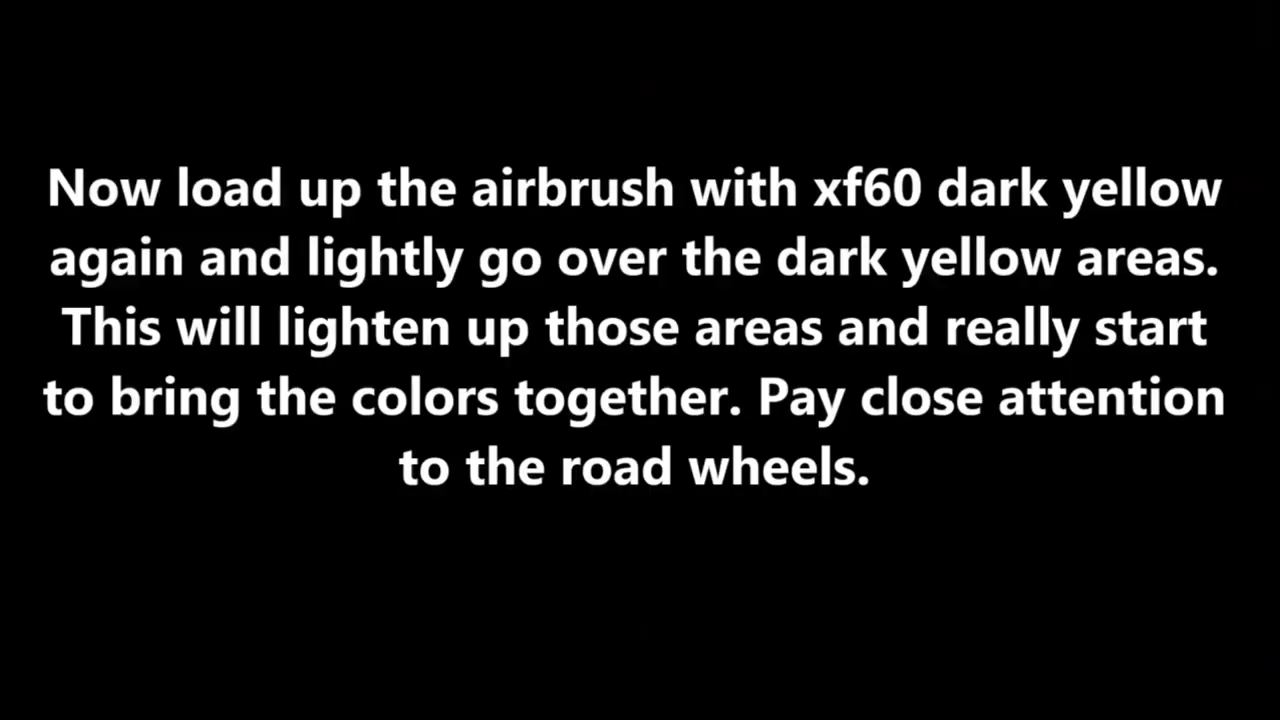 Now load up the airbrush with xf60 dark yellow
again and lightly go over the dark yellow areas.
This will lighten up those areas and really start
to bring the colors together. Pay close attention
to the road wheels.